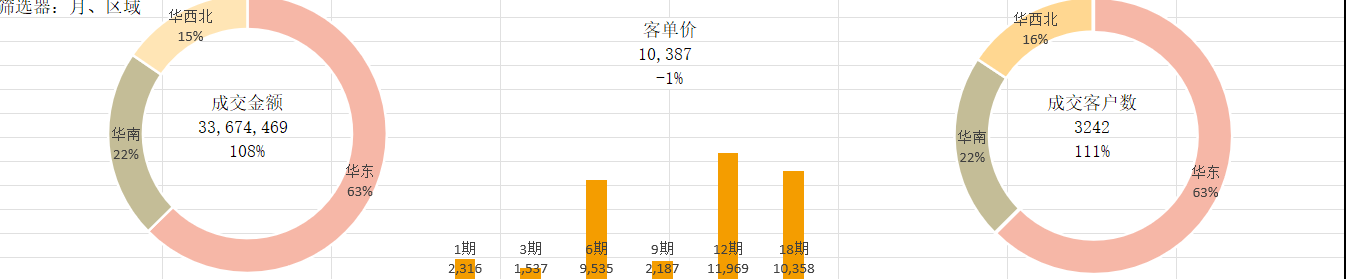 筛选器：月、区域
华西北
15%
华南
22%
成交金额
33,674,469
108%
华东
63%
客单价
10,387
-1%
1期
2,316
3期
1,537
6期
9,535
9期
2,187
12期
11,969
18期
10,358
华西北
16%
华南
22%
成交客户数
3242
111%
华东
63%